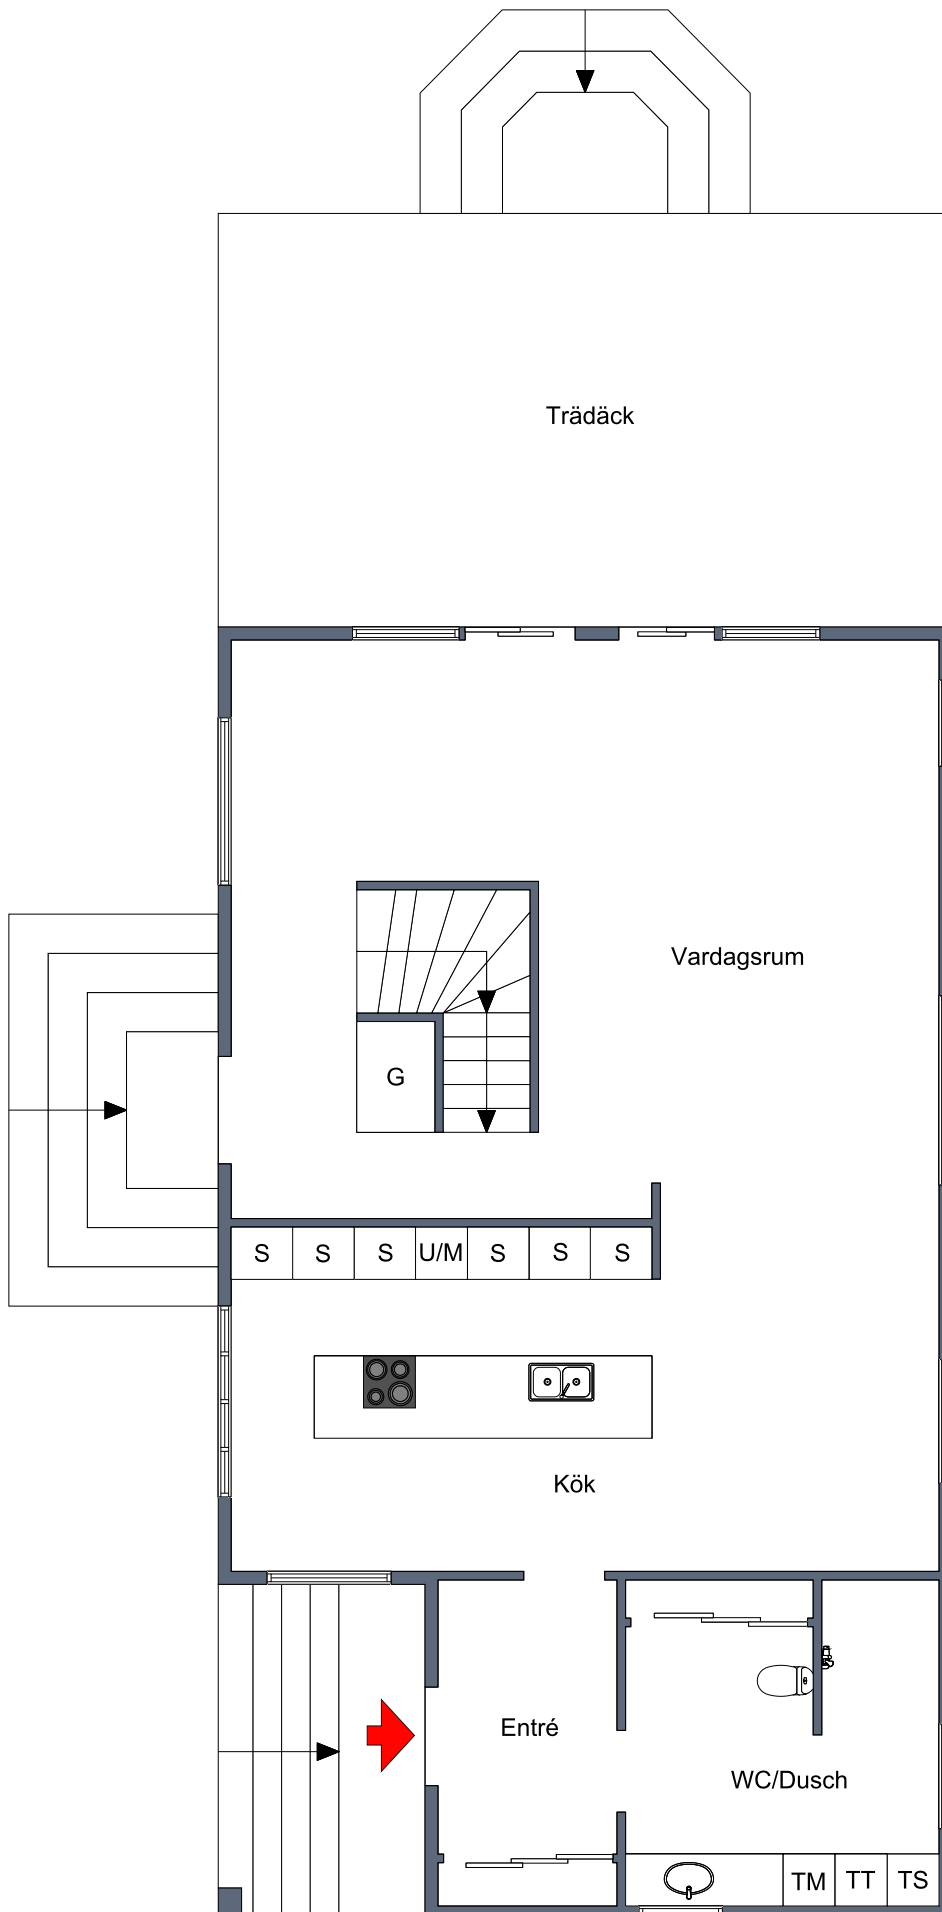 Trädäck
Vardagsrum
G
S S S U/M S S S
Kök
Entré
WC/Dusch
TM TT TS